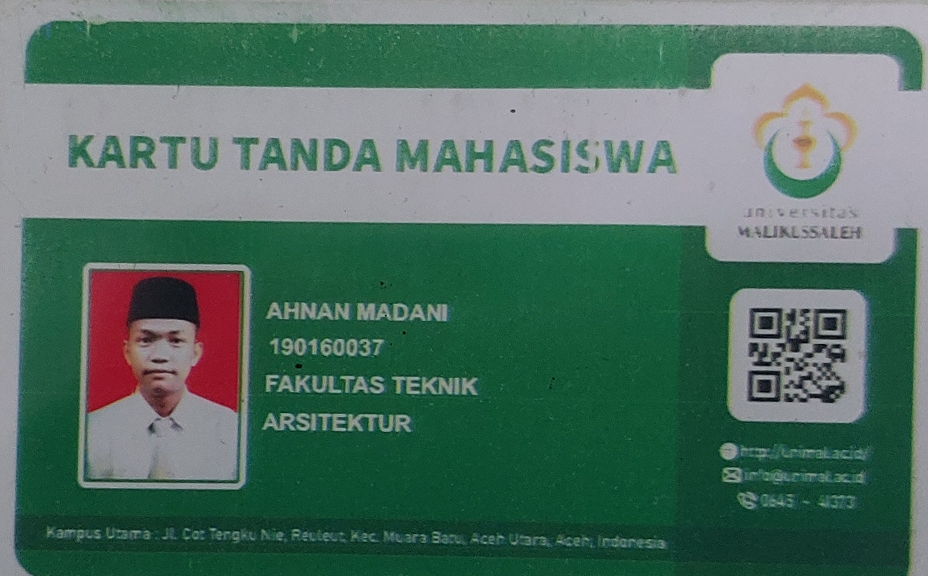 KARTU TANDA MAHASISWA
universitas
MALIKUSSALEH
AHNAN MADANI
190160037
FAKULTAS TEKNIK
ARSITEKTUR
http://unimal.ac.id/
info@unimal.ac.id
0645 - 41373
Kampus Utama : Jl. Cot Tengku Nie, Reuleut, Kec. Muara Batu, Aceh Utara, Aceh, Indonesia